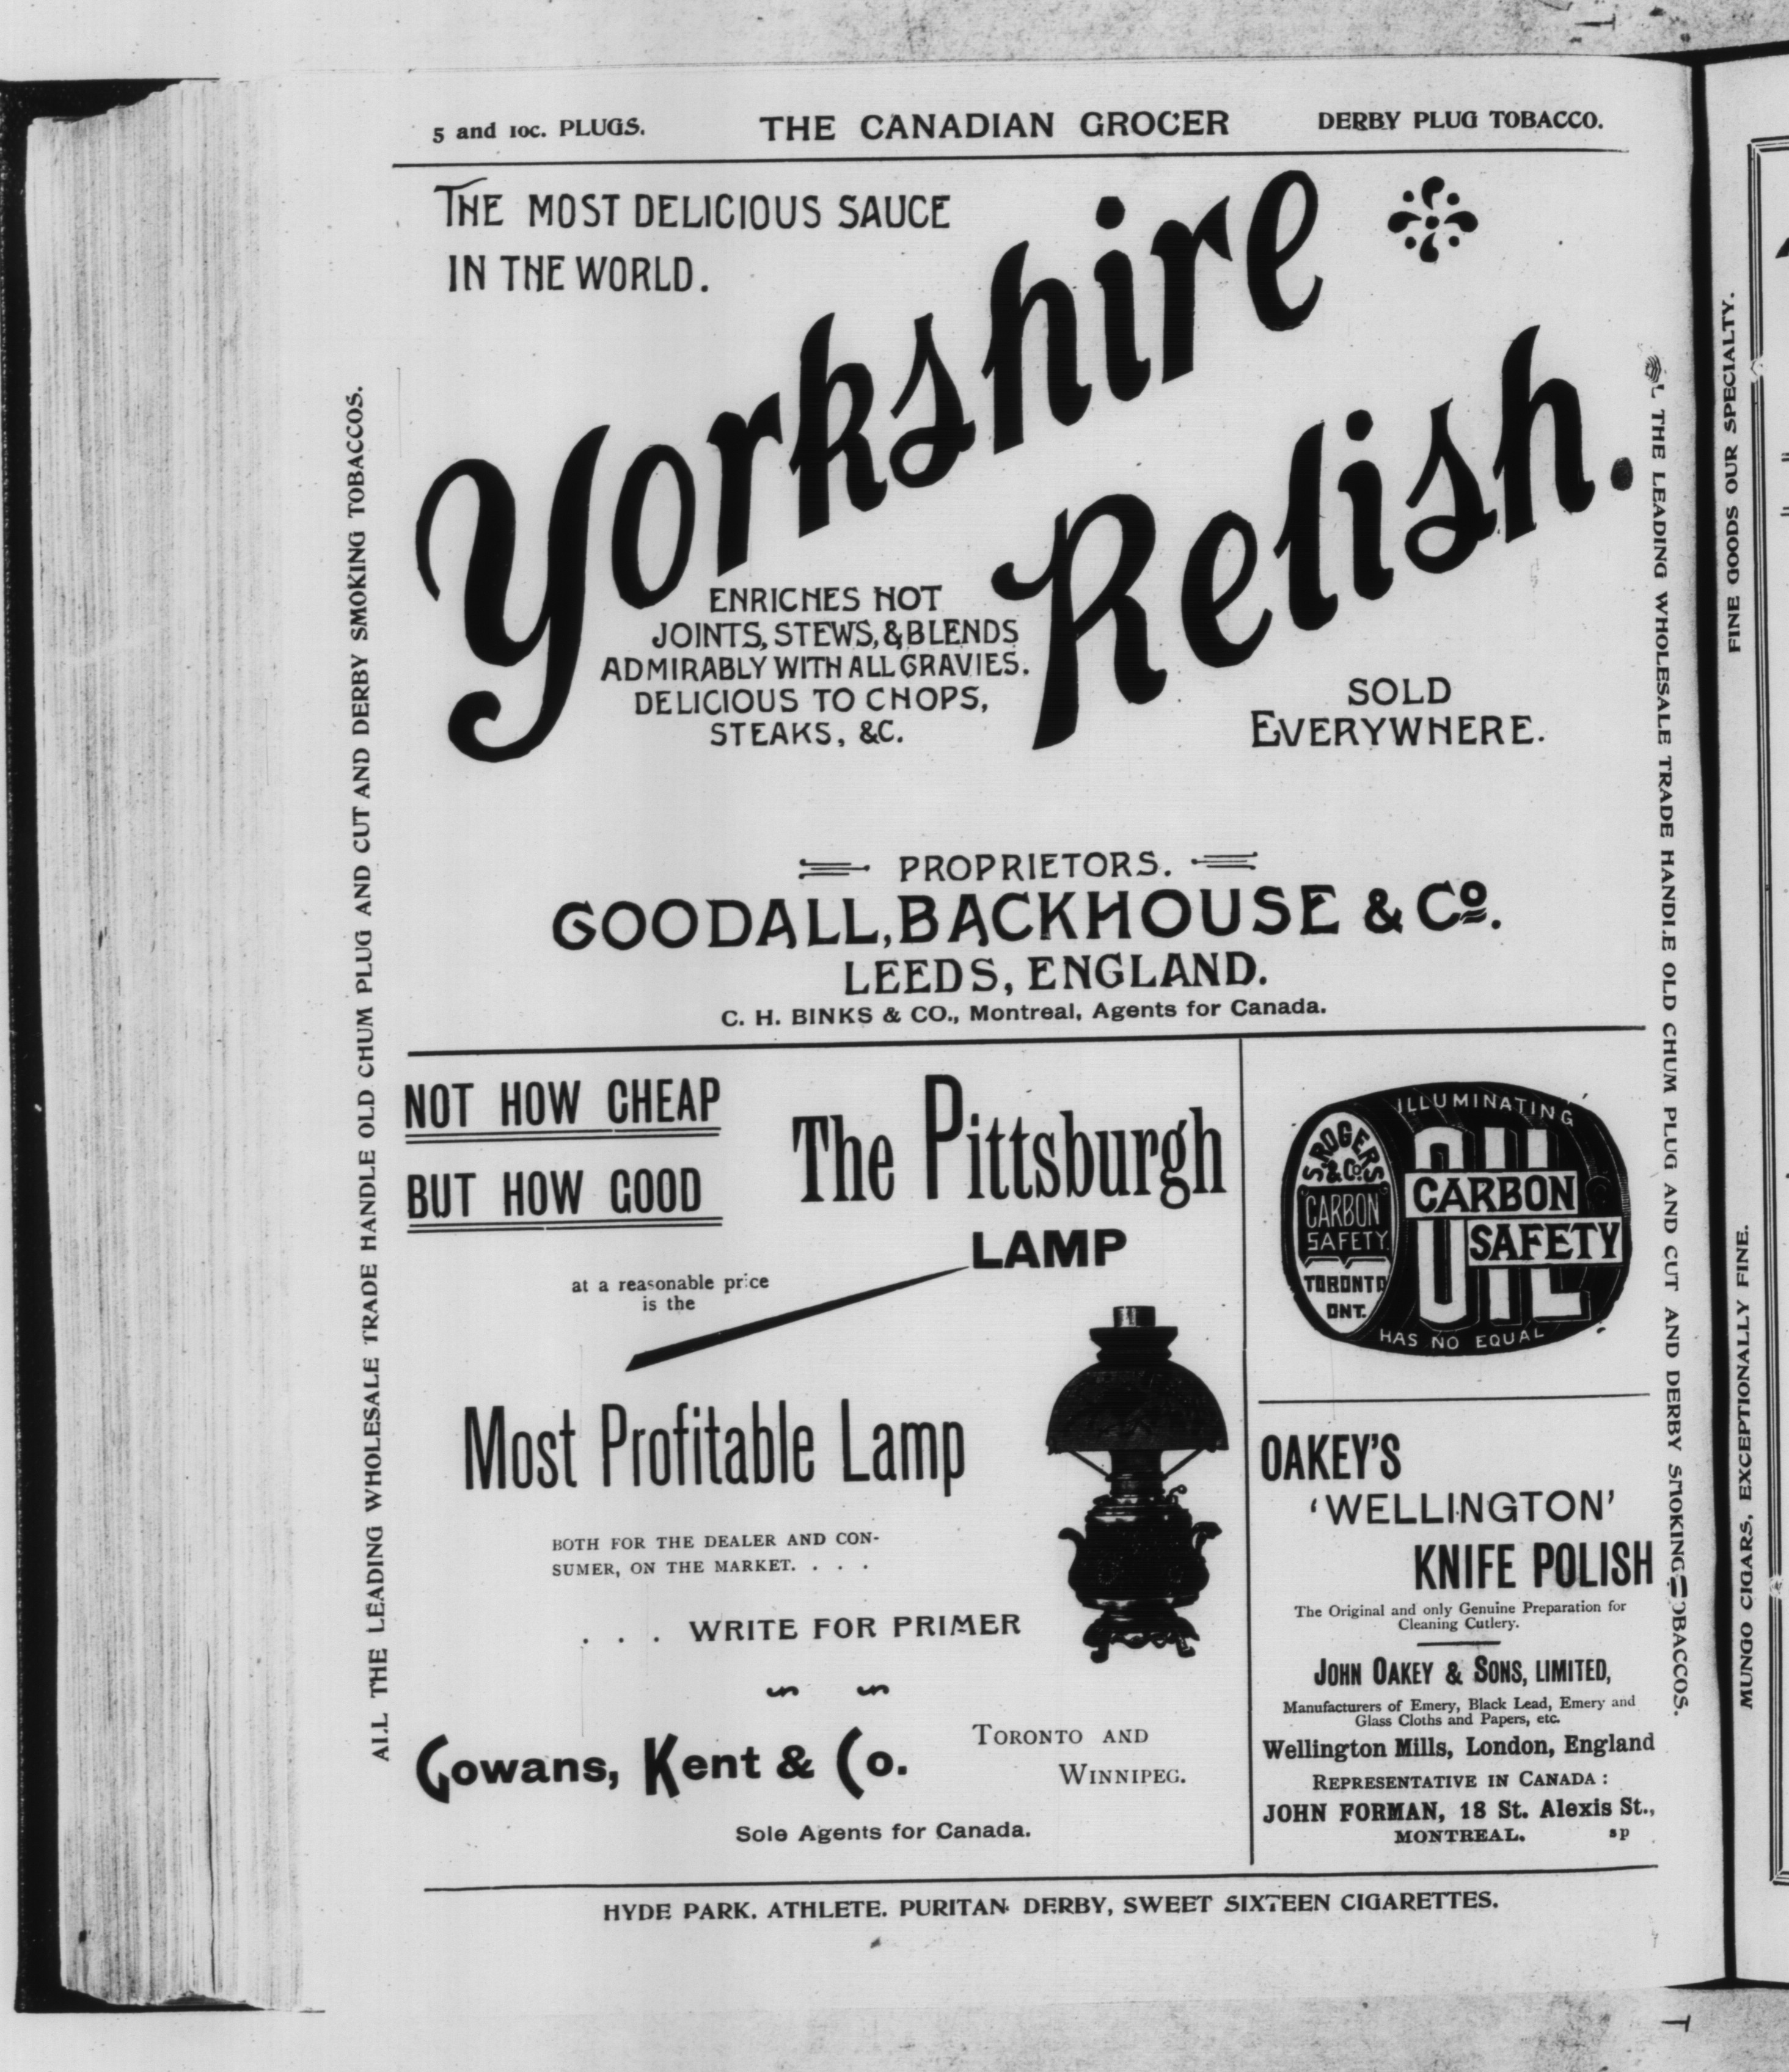 5 and 10c. PLUGS. THE CANADIAN GROCER DERBY PLUG TOBACCO.
THE MOST DELICIOUS SAUCE
IN THE WORLD.
Yorkshire
Relish.
ENRICHES HOT
JOINTS, STEWS, & BLENDS
ADMIRABLY WITH ALL GRAVIES.
DELICIOUS TO CHOPS,
STEAKS, &C.
SOLD
EVERYWHERE.
PROPRIETORS.
GOODALL, BACKHOUSE & Co.
LEEDS, ENGLAND.
C. H. BINKS & CO., Montreal, Agents for Canada.
NOT HOW CHEAP
BUT HOW GOOD
at a reasonable price
is the
The Pittsburgh
LAMP
Most Profitable Lamp
BOTH FOR THE DEALER AND CON-
SUMER, ON THE MARKET. . . .
. . . WRITE FOR PRIMER
Gowans, Kent & Co.
TORONTO AND
WINNIPEG.
Sole Agents for Canada.
ILLUMINATING
OIL
CARBON
SAFETY
HAS NO EQUAL
S. ROGERS
& Co.
"CARBON
SAFETY"
TORONTO
ONT.
OAKEY'S
'WELLINGTON'
KNIFE POLISH
The Original and only Genuine Preparation for
Cleaning Cutlery.
JOHN OAKEY & SONS, LIMITED,
Manufacturers of Emery, Black Lead, Emery and
Glass Cloths and Papers, etc.
Wellington Mills, London, England
REPRESENTATIVE IN CANADA :
JOHN FORMAN, 18 St. Alexis St.,
MONTREAL. sp
HYDE PARK. ATHLETE. PURITAN. DERBY, SWEET SIXTEEN CIGARETTES.
ALL THE LEADING WHOLESALE TRADE HANDLE OLD CHUM PLUG AND CUT AND DERBY SMOKING TOBACCOS.
THE LEADING WHOLESALE TRADE HANDLE OLD CHUM PLUG AND CUT AND DERBY SMOKING TOBACCOS.
MUNGO CIGARS, EXCEPTIONALLY FINE. FINE GOODS OUR SPECIALTY.